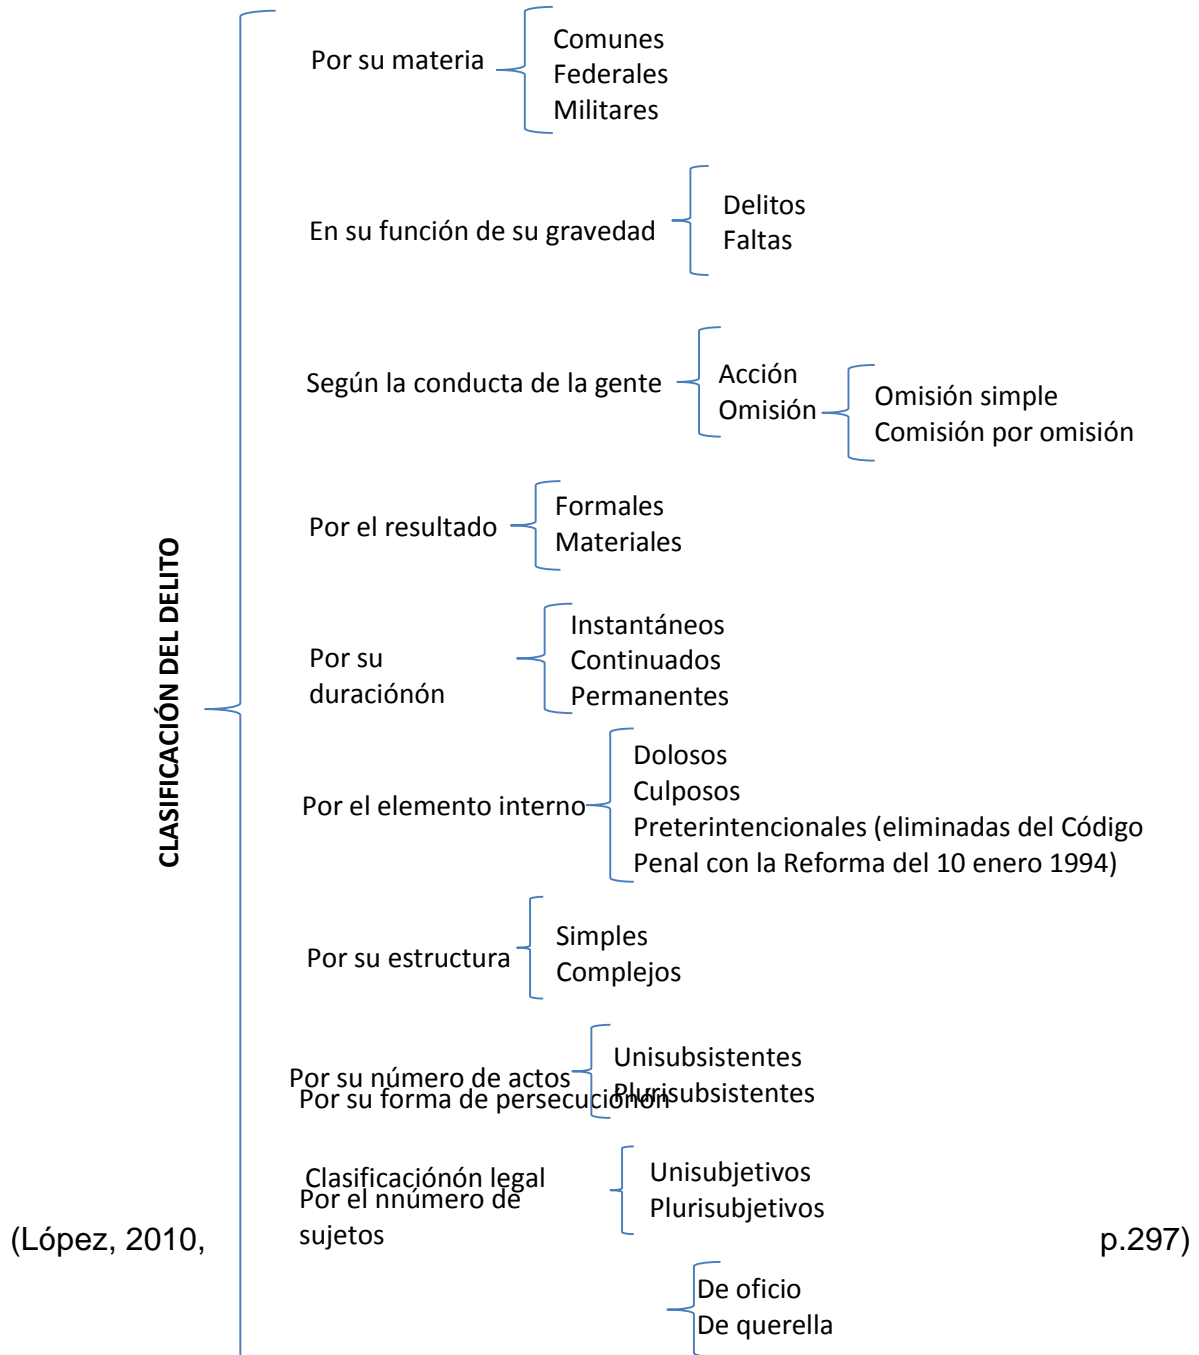 CLASIFICACIÓN DEL DELITO
Por su materia
Comunes
Federales
Militares
En su función de su gravedad
Delitos
Faltas
Según la conducta de la gente
Acción
Omisión
Omisión simple
Comisión por omisión
Por el resultado
Formales
Materiales
Por su
duraciónón
Instantáneos
Continuados
Permanentes
Por el elemento interno
Dolosos
Culposos
Preterintencionales (eliminadas del Código
Penal con la Reforma del 10 enero 1994)
Por su estructura
Simples
Complejos
Por su número de actos
Unisubsistentes
Plurisubsistentes
Por su forma de persecuciónón
Clasificaciónón legal
Por el nnúmero de
sujetos
Unisubjetivos
Plurisubjetivos
(López, 2010, p.297)
De oficio
De querella